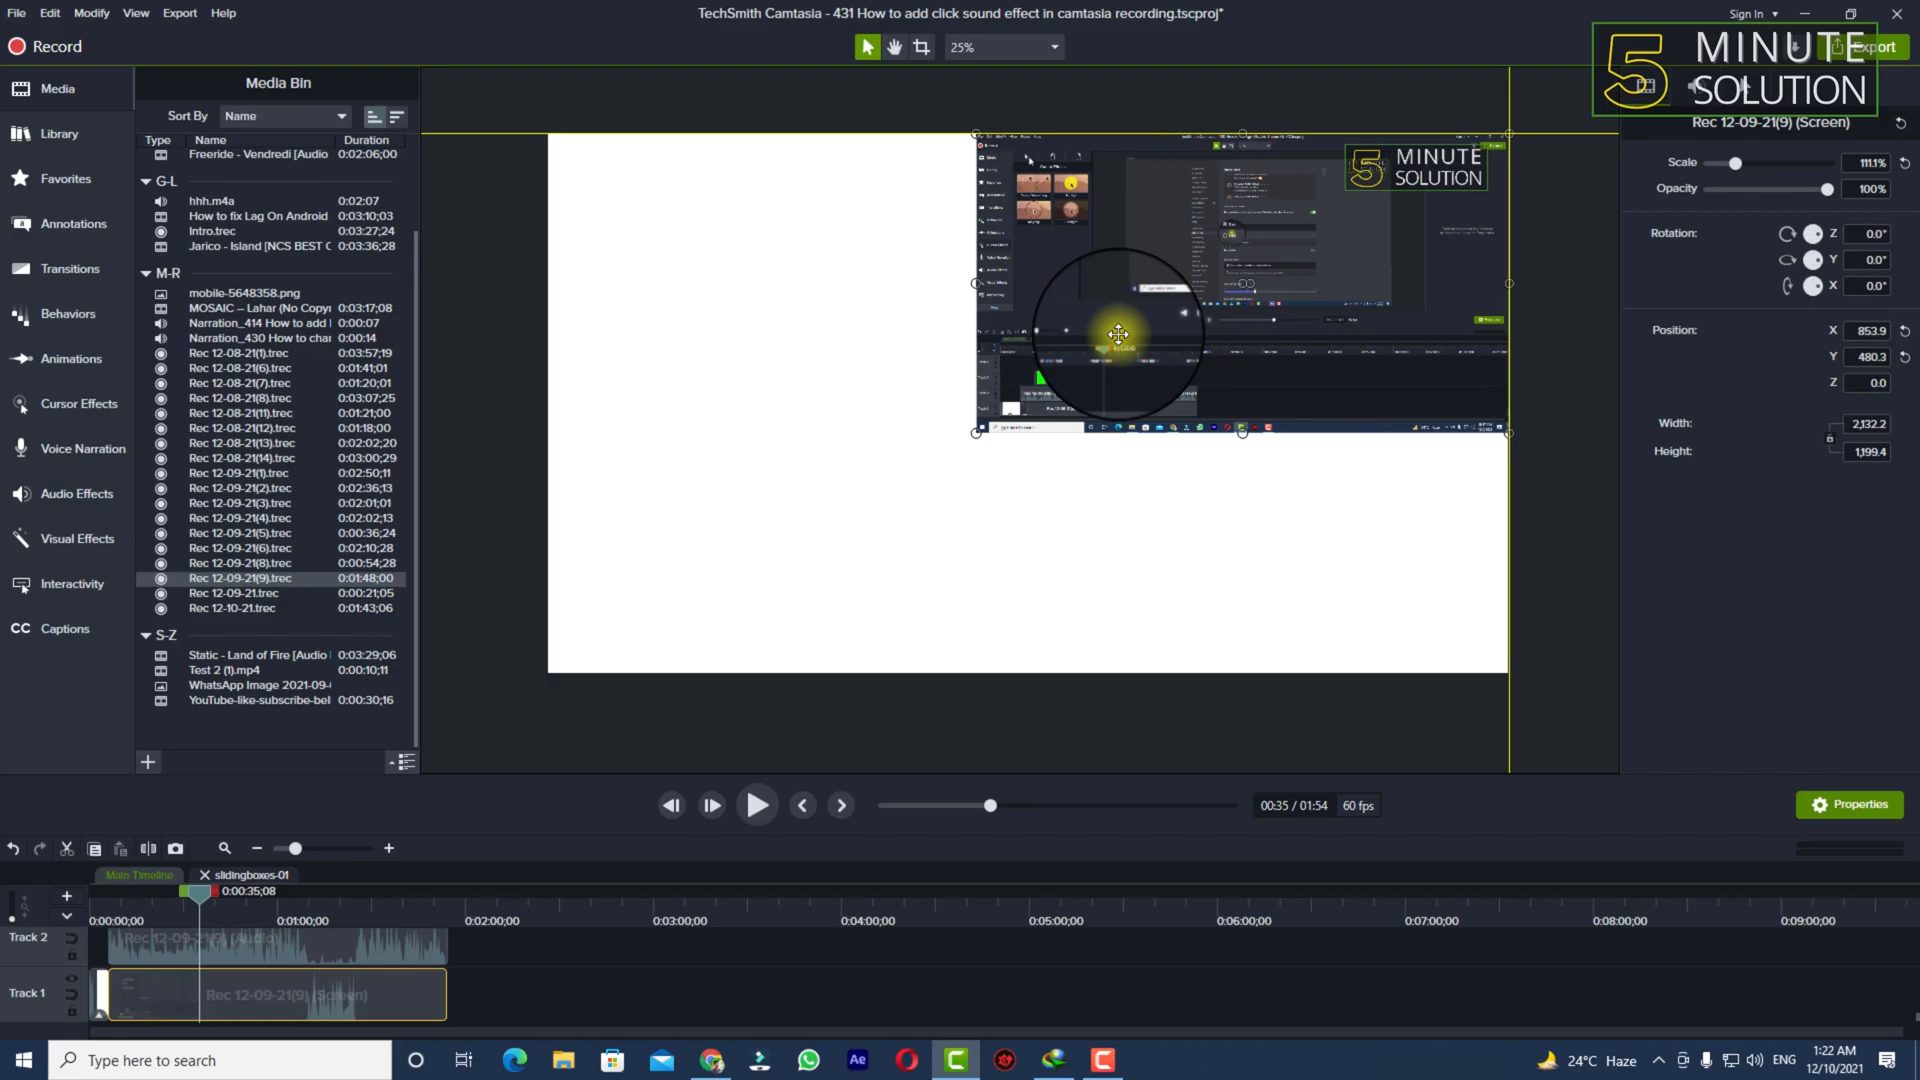 File Edit Modify View Export Help
TechSmith Camtasia - 431 How to add click sound effect in camtasia recording.tscproj*
Sign In
Record
25%
Export
5 MINUTE
SOLUTION
Media
Library
Favorites
Annotations
Transitions
Behaviors
Animations
Cursor Effects
Voice Narration
Audio Effects
Visual Effects
Interactivity
CC Captions
Media Bin
Sort By Name
Type Name Duration
Freeride - Vendredi [Audio 0:02:06;00
G-L
hhh.m4a 0:02:07
How to fix Lag On Android 0:03:10;03
Intro.trec 0:03:27;24
Jarico - Island [NCS BEST C 0:03:36;28
M-R
mobile-5648358.png
MOSAIC – Lahar (No Copyr 0:03:17;08
Narration_414 How to add 0:00:07
Narration_430 How to char 0:00:14
Rec 12-08-21(1).trec 0:03:57;19
Rec 12-08-21(6).trec 0:01:41;01
Rec 12-08-21(7).trec 0:01:20;01
Rec 12-08-21(8).trec 0:03:07;25
Rec 12-08-21(11).trec 0:01:21;00
Rec 12-08-21(12).trec 0:01:18;00
Rec 12-08-21(13).trec 0:02:02;20
Rec 12-08-21(14).trec 0:03:00;29
Rec 12-09-21(1).trec 0:02:50;11
Rec 12-09-21(2).trec 0:02:36;13
Rec 12-09-21(3).trec 0:02:01;01
Rec 12-09-21(4).trec 0:02:02;13
Rec 12-09-21(5).trec 0:00:36;24
Rec 12-09-21(6).trec 0:02:10;28
Rec 12-09-21(8).trec 0:00:54;28
Rec 12-09-21(9).trec 0:01:48;00
Rec 12-09-21.trec 0:00:21;05
Rec 12-10-21.trec 0:01:43;06
S-Z
Static - Land of Fire [Audio 0:03:29;06
Test 2 (1).mp4 0:00:10;11
WhatsApp Image 2021-09-
YouTube-like-subscribe-bel 0:00:30;16
5 MINUTE
SOLUTION
Rec 12-09-21(9) (Screen)
Scale 111.1%
Opacity 100%
Rotation: Z 0.0°
Y 0.0°
X 0.0°
Position: X 853.9
Y 480.3
Z 0.0
Width: 2,132.2
Height: 1,199.4
00:35 / 01:54 60 fps
Properties
Main Timeline slidingboxes-01
0:00:35;08
0:00:00;00 0:01:00;00 0:02:00;00 0:03:00;00 0:04:00;00 0:05:00;00 0:06:00;00 0:07:00;00 0:08:00;00 0:09:00;00
Track 2 Rec 12-09-21(9) (Audio)
Track 1 Rec 12-09-21(9) (Screen)
Type here to search
Ae
24°C Haze
ENG
1:22 AM
12/10/2021